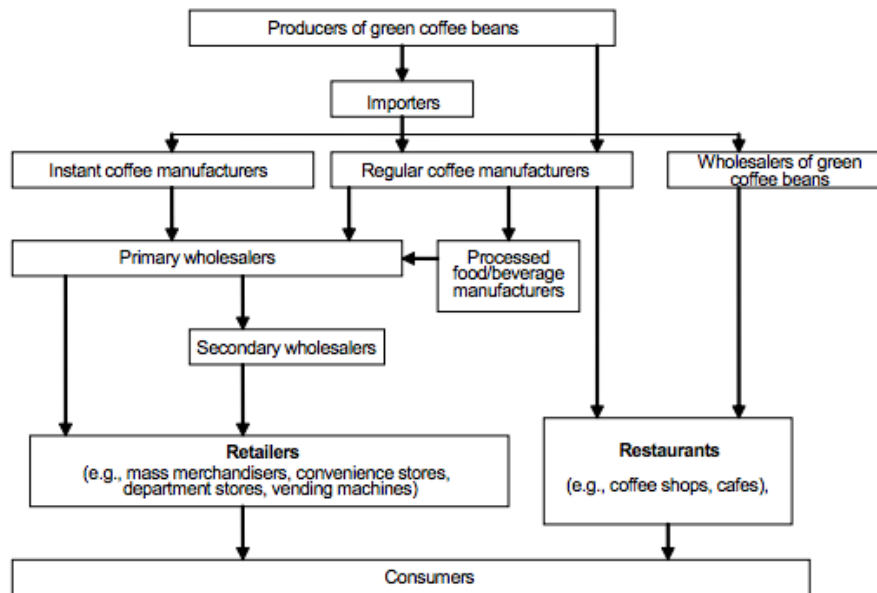 Producers of green coffee beans
Importers
Instant coffee manufacturers
Regular coffee manufacturers
Wholesalers of green
coffee beans
Primary wholesalers
Processed
food/beverage
manufacturers
Secondary wholesalers
Retailers
(e.g., mass merchandisers, convenience stores,
department stores, vending machines)
Restaurants
(e.g., coffee shops, cafes),
Consumers